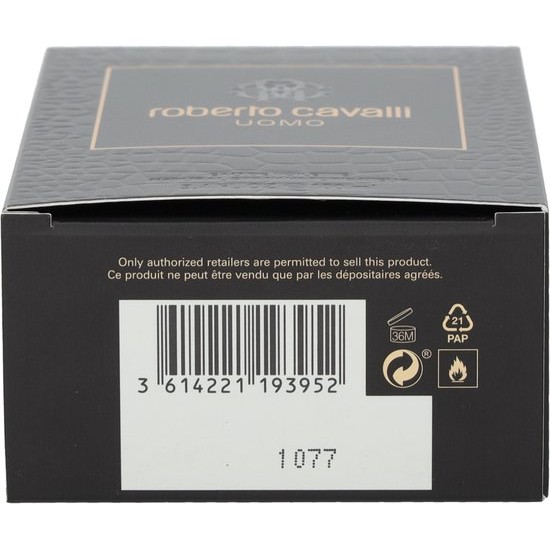 roberto cavalli
UOMO
Only authorized retailers are permitted to sell this product.
Ce produit ne peut être vendu que par les dépositaires agréés.
36M
21
PAP
®
3 614221 193952
1077